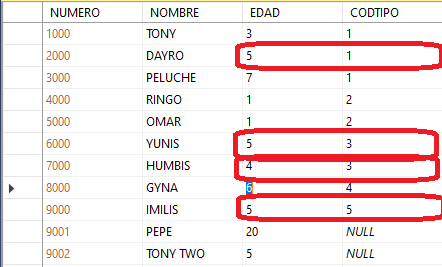 NUMERO NOMBRE EDAD CODTIPO
1000 TONY 3 1
2000 DAYRO 5 1
3000 PELUCHE 7 1
4000 RINGO 1 2
5000 OMAR 1 2
6000 YUNIS 5 3
7000 HUMBIS 4 3
8000 GYNA 6 4
9000 IMILIS 5 5
9001 PEPE 20 NULL
9002 TONY TWO 5 NULL